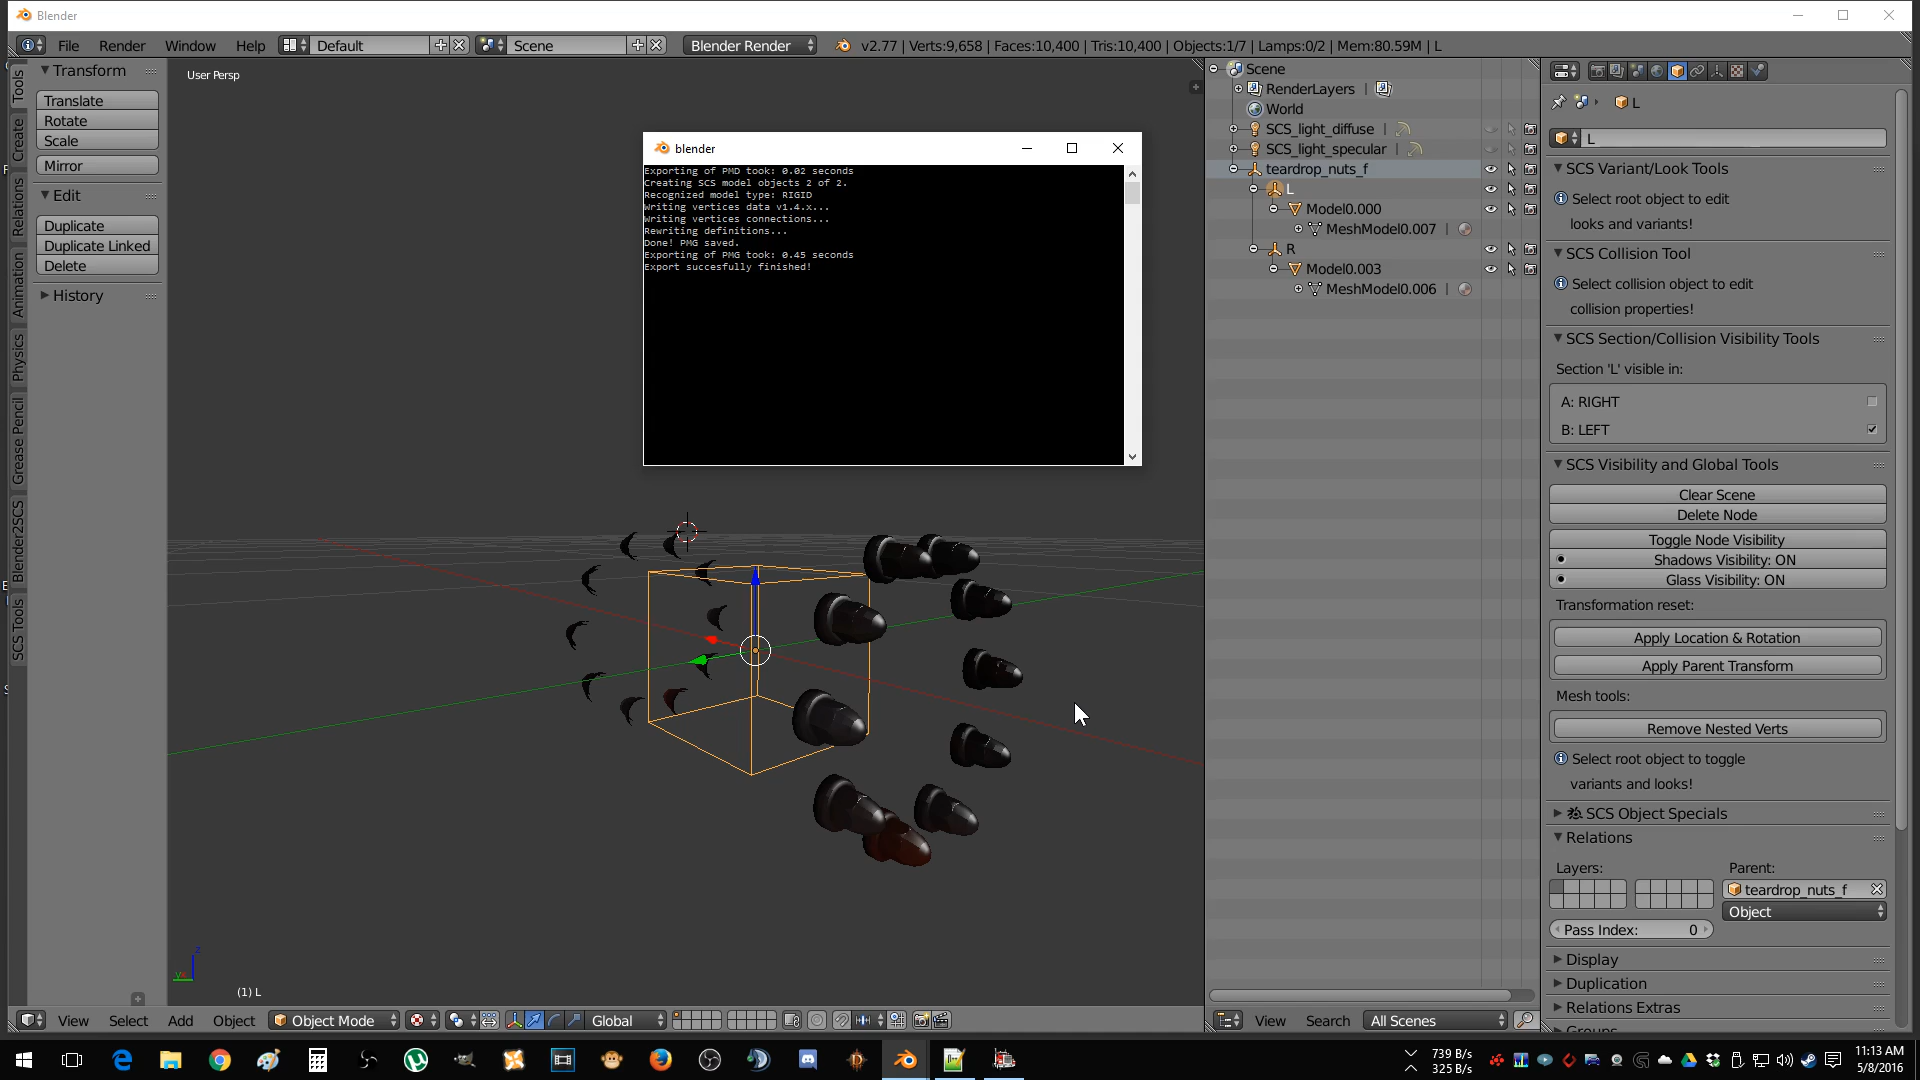 Blender
File Render Window Help Default Scene Blender Render v2.77 | Verts:9,658 | Faces:10,400 | Tris:10,400 | Objects:1/7 | Lamps:0/2 | Mem:80.59M | L
Tools
Create
Relations
Animation
Physics
Grease Pencil
Blender2SCS
SCS Tools
Transform
Translate
Rotate
Scale
Mirror
Edit
Duplicate
Duplicate Linked
Delete
History
User Persp
blender
Exporting of PMD took: 0.02 seconds
Creating SCS model objects 2 of 2.
Recognized model type: RIGID
Writing vertices data v1.4.x...
Writing vertices connections...
Rewriting definitions...
Done! PMG saved.
Exporting of PMG took: 0.45 seconds
Export succesfully finished!
z
y
(1) L
View Select Add Object Object Mode Global
Scene
RenderLayers |
World
SCS_light_diffuse |
SCS_light_specular |
teardrop_nuts_f
L
Model0.000
MeshModel0.007 |
R
Model0.003
MeshModel0.006 |
View Search All Scenes
L
L
SCS Variant/Look Tools
Select root object to edit
looks and variants!
SCS Collision Tool
Select collision object to edit
collision properties!
SCS Section/Collision Visibility Tools
Section 'L' visible in:
A: RIGHT
B: LEFT
SCS Visibility and Global Tools
Clear Scene
Delete Node
Toggle Node Visibility
Shadows Visibility: ON
Glass Visibility: ON
Transformation reset:
Apply Location & Rotation
Apply Parent Transform
Mesh tools:
Remove Nested Verts
Select root object to toggle
variants and looks!
SCS Object Specials
Relations
Layers: Parent:
teardrop_nuts_f
Object
Pass Index: 0
Display
Duplication
Relations Extras
Groups
739 B/s
325 B/s
11:13 AM
5/8/2016